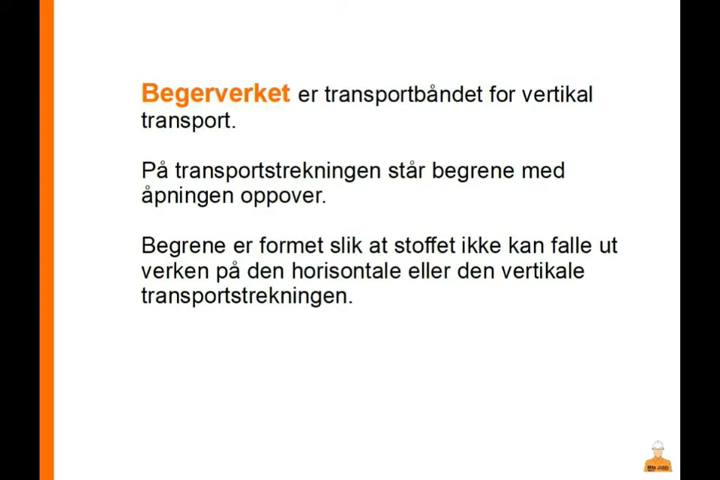 Begerverket er transportbåndet for vertikal
transport.
På transportstrekningen står begrene med
åpningen oppover.
Begrene er formet slik at stoffet ikke kan falle ut
verken på den horisontale eller den vertikale
transportstrekningen.